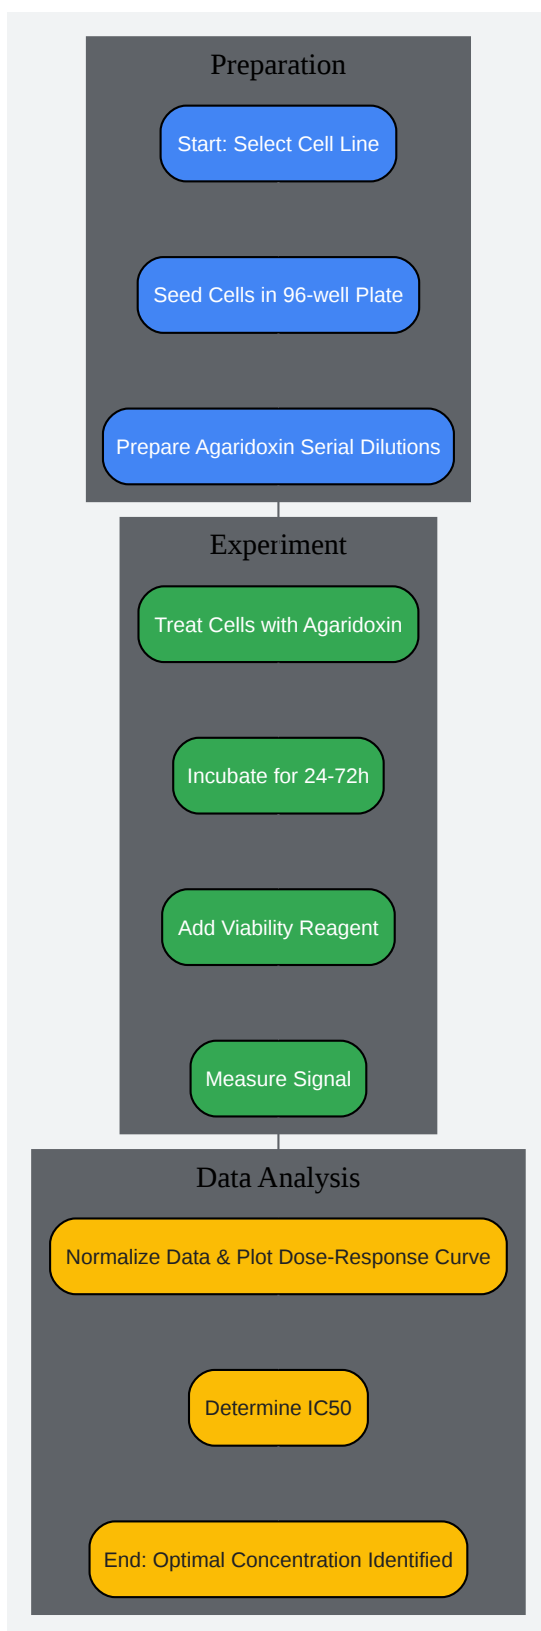 Preparation
Start: Select Cell Line
Seed Cells in 96-well Plate
Prepare Agaridoxin Serial Dilutions
Experiment
Treat Cells with Agaridoxin
Incubate for 24-72h
Add Viability Reagent
Measure Signal
Data Analysis
Normalize Data & Plot Dose-Response Curve
Determine IC50
End: Optimal Concentration Identified